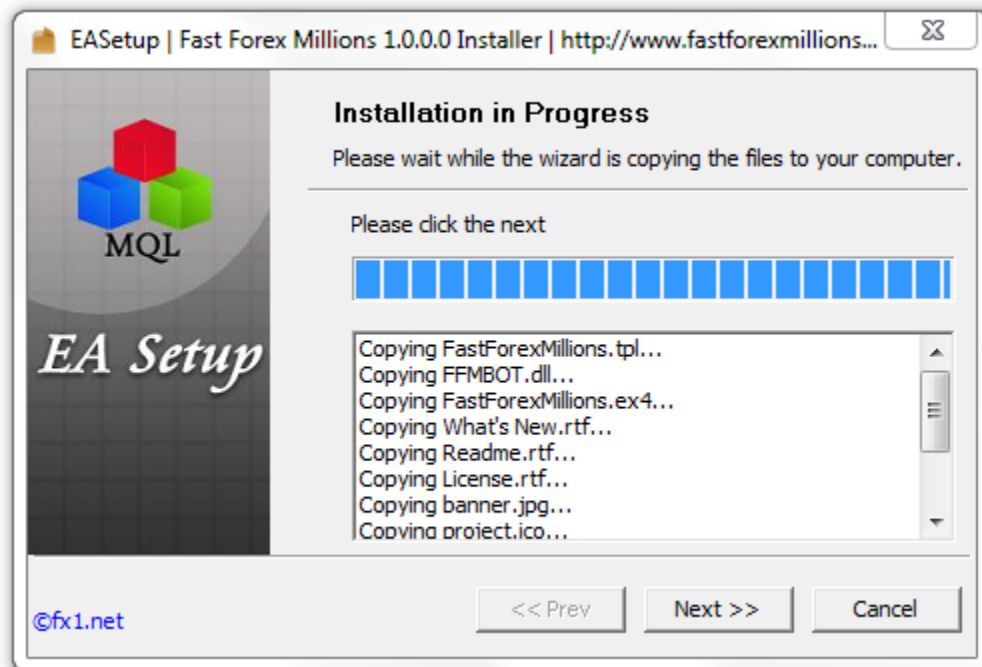 EASetup | Fast Forex Millions 1.0.0.0 Installer | http://www.fastforexmillions...
MQL
EA Setup
Installation in Progress
Please wait while the wizard is copying the files to your computer.
Please click the next
Copying FastForexMillions.tpl...
Copying FFMBOT.dll...
Copying FastForexMillions.ex4...
Copying What's New.rtf...
Copying Readme.rtf...
Copying License.rtf...
Copying banner.jpg...
Copying project.ico...
©fx1.net
<< Prev
Next >>
Cancel